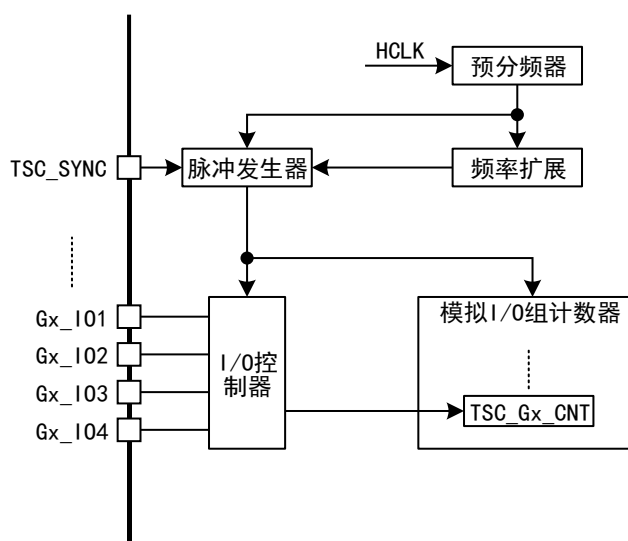 HCLK
预分频器
TSC_SYNC
脉冲发生器
频率扩展
Gx_IO1
Gx_IO2
Gx_IO3
Gx_IO4
I/O控
制器
模拟I/O组计数器
TSC_Gx_CNT